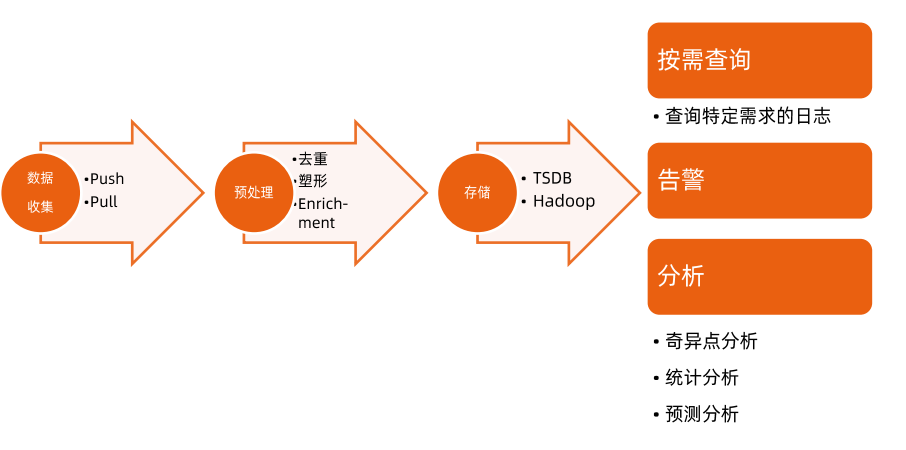 数据
收集
•Push
•Pull
预处理
•去重
•塑形
•Enrich-
ment
存储
• TSDB
• Hadoop
按需查询
• 查询特定需求的日志
告警
分析
• 奇异点分析
• 统计分析
• 预测分析